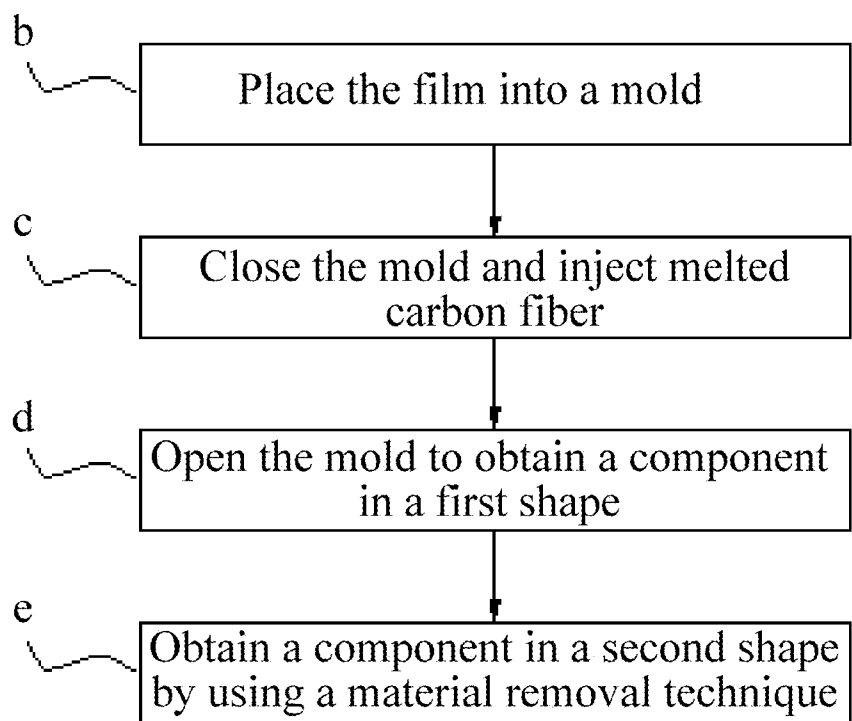 b
Place the film into a mold
c
Close the mold and inject melted
carbon fiber
d
Open the mold to obtain a component
in a first shape
e
Obtain a component in a second shape
by using a material removal technique